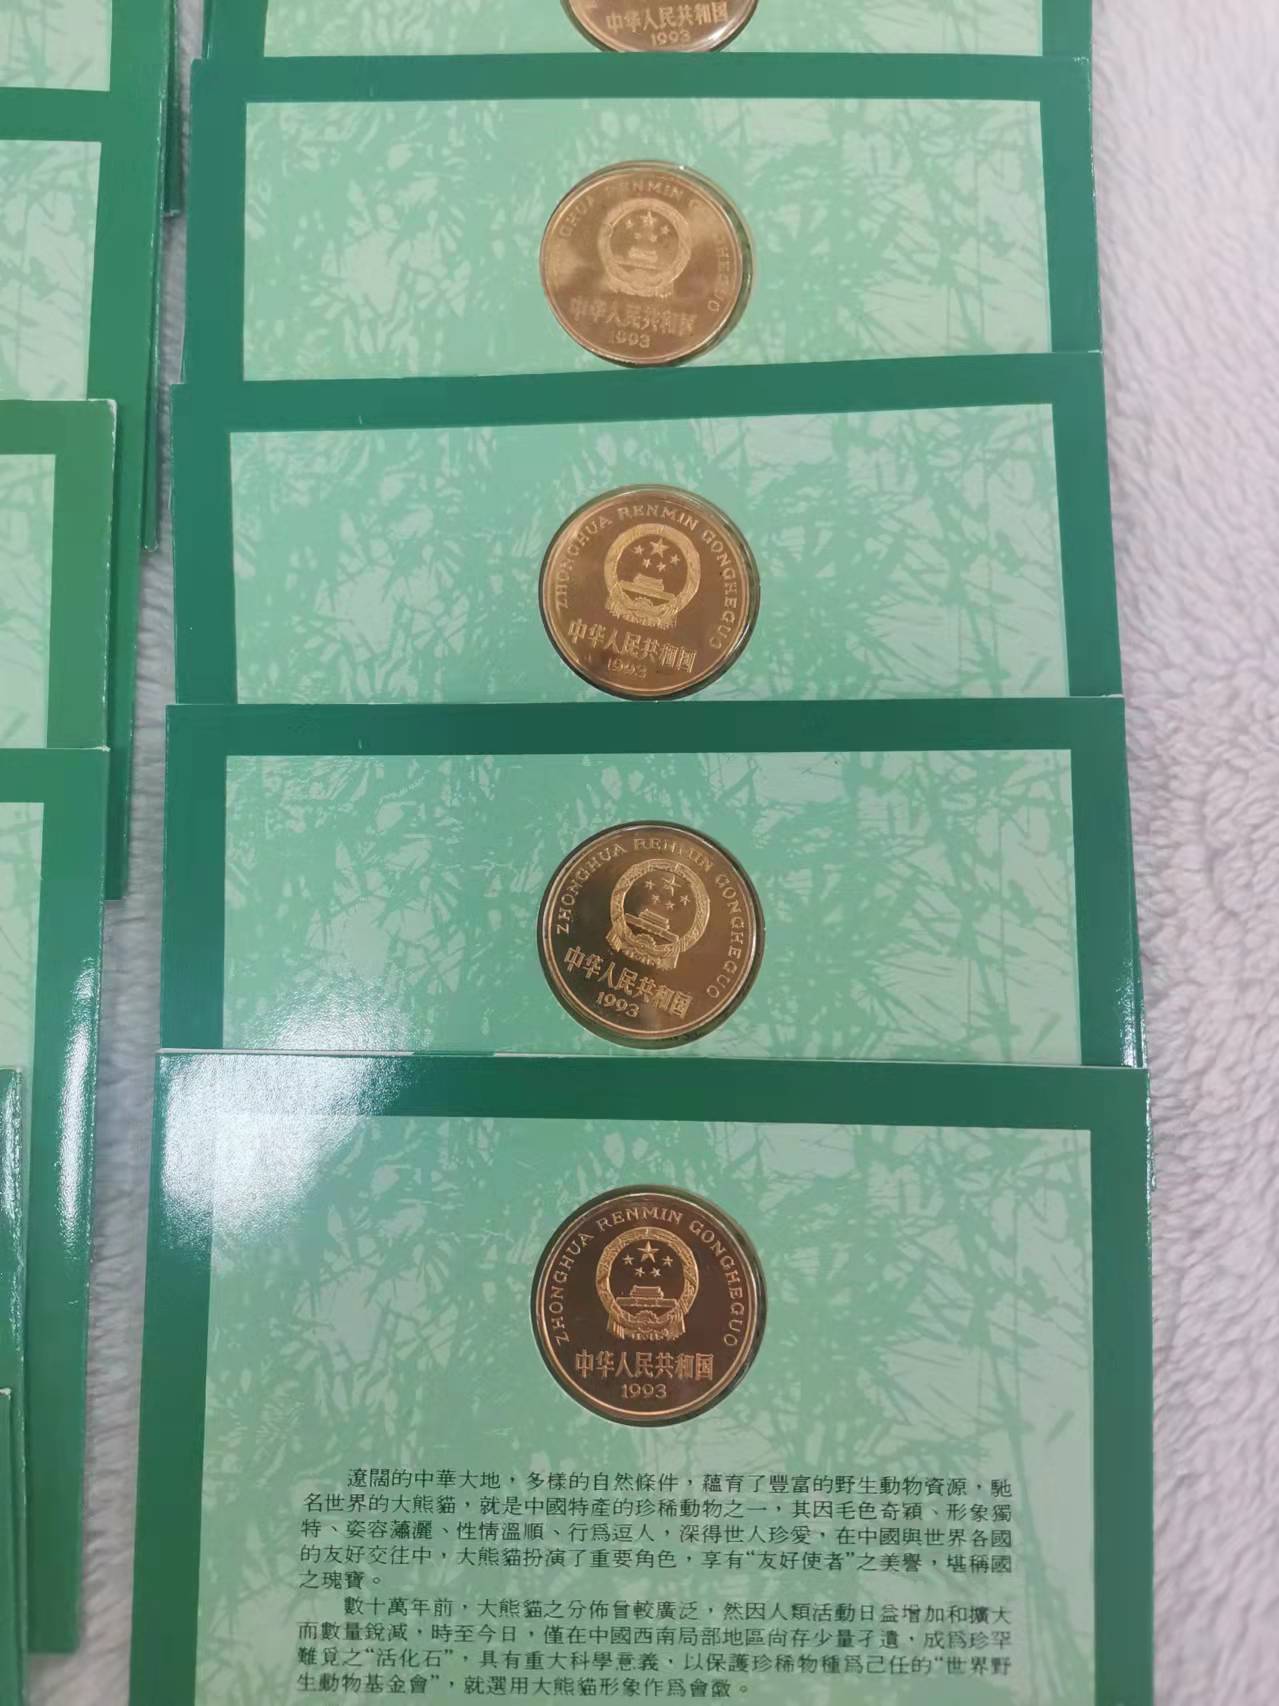 中华人民共和国
1993
RENMIN
中华人民共和国
1993
ZHONGHUA RENMIN GONGHEGUO
中华人民共和国
1993
ZHONGHUA RENMIN GONGHEGUO
中华人民共和国
1993
ZHONGHUA RENMIN GONGHEGUO
中华人民共和国
1993
遼闊的中華大地，多樣的自然條件，蘊育了豐富的野生動物資源，馳
名世界的大熊貓，就是中國特產的珍稀動物之一，其因毛色奇穎、形象獨
特、姿容瀟灑、性情溫順、行爲逗人，深得世人珍愛，在中國與世界各國
的友好交往中，大熊貓扮演了重要角色，享有“友好使者”之美譽，堪稱國
之瑰寶。
數十萬年前，大熊貓之分佈曾較廣泛，然因人類活動日益增加和擴大
而數量銳減，時至今日，僅在中國西南局部地區尚存少量孑遺，成爲珍罕
難覓之“活化石”，具有重大科學意義，以保護珍稀物種爲己任的“世界野
生動物基金會”，就選用大熊貓形象作爲會徽。